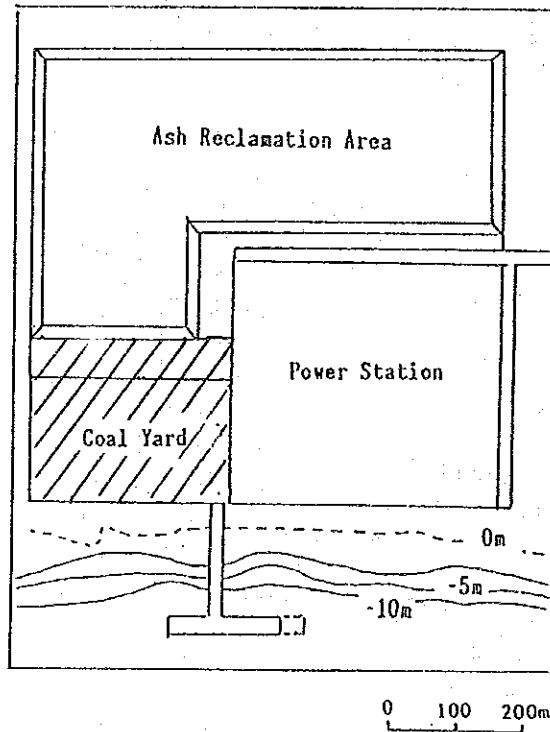 Ash Reclamation Area
Power Station
Coal Yard
0m
-5m
-10m
0 100 200m